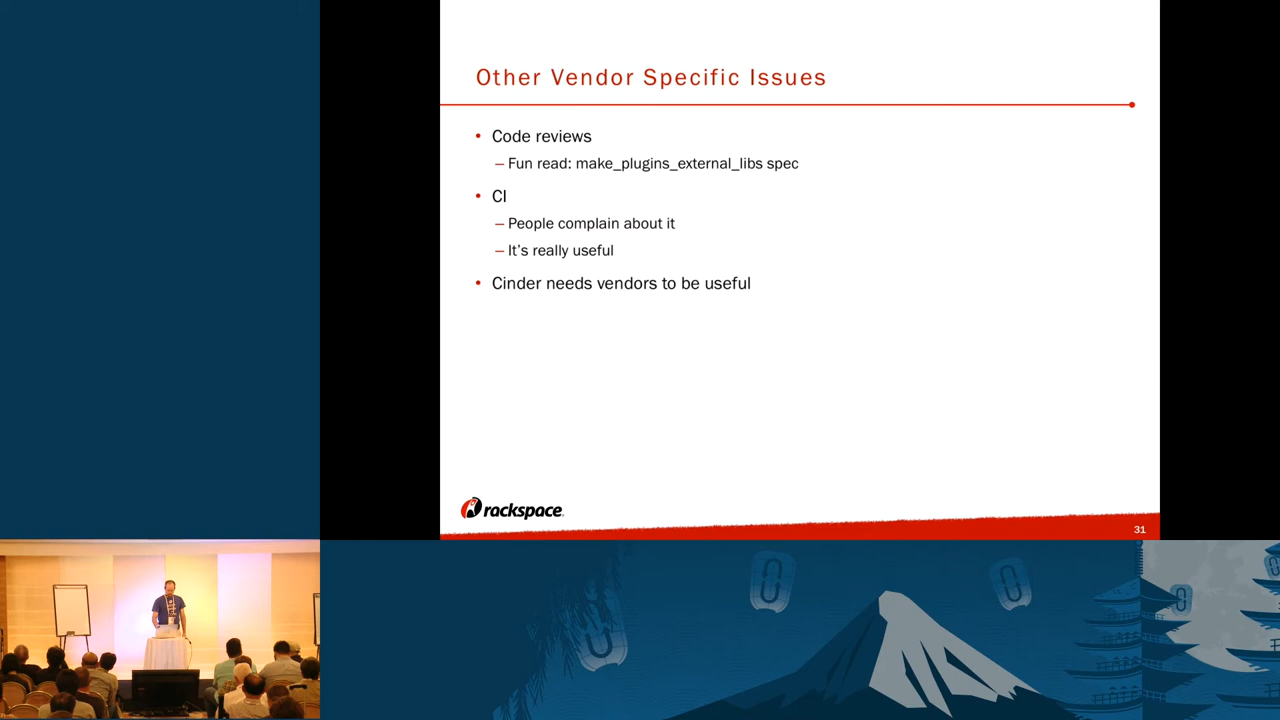 Other Vendor Specific Issues
• Code reviews
– Fun read: make_plugins_external_libs spec
• CI
– People complain about it
– It's really useful
• Cinder needs vendors to be useful
rackspace
31